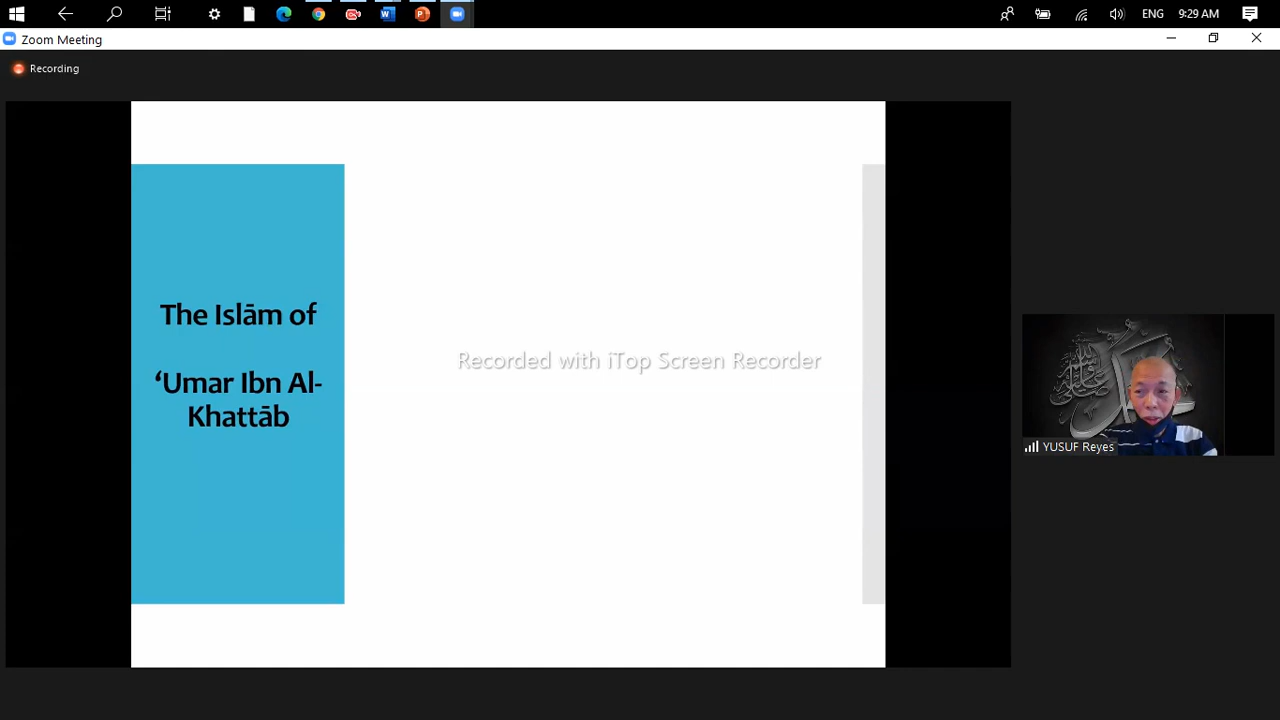 ENG 9:29 AM
Zoom Meeting
Recording
The Islām of
‘Umar Ibn Al-
Khattāb
Recorded with iTop Screen Recorder
YUSUF Reyes